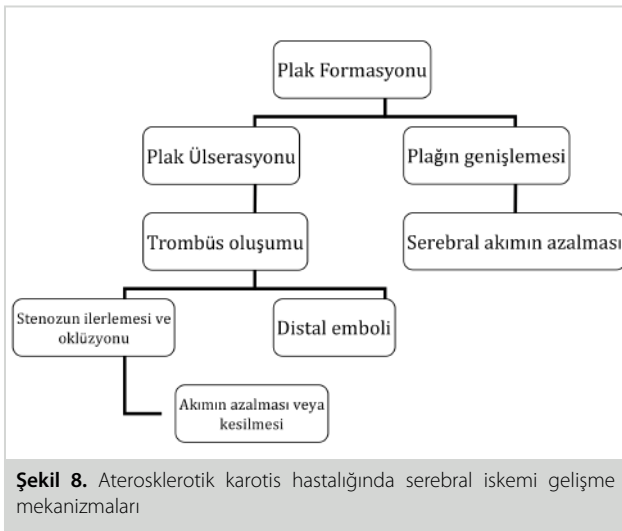 Plak Formasyonu
Plak Ülserasyonu
Plağın genişlemesi
Trombüs oluşumu
Serebral akımın azalması
Stenozun ilerlemesi ve
oklüzyonu
Distal emboli
Akımın azalması veya
kesilmesi
Şekil 8. Aterosklerotik karotis hastalığında serebral iskemi gelişme
mekanizmaları